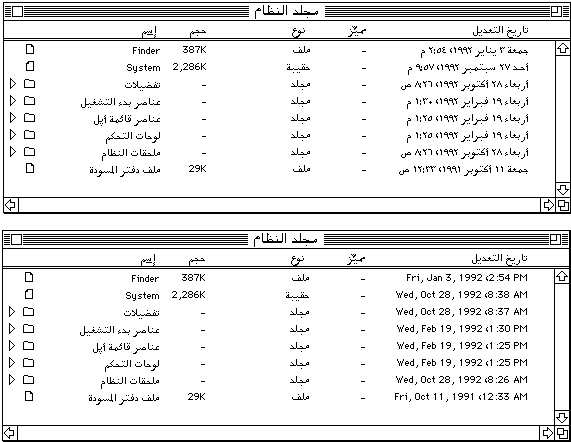 مجلد النظام
إسم حجم نوع مميّز تاريخ التعديل
Finder 387K ملف – جمعة ٣ يناير ١٩٩٢، ٢:٥٤ م
System 2,286K حقيبة – أحد ٢٧ سبتمبر ١٩٩٢، ٩:٥٧ م
تفضيلات – مجلد – أربعاء ٢٨ أكتوبر ١٩٩٢، ٨:٢٦ ص
عناصر بدء التشغيل – مجلد – أربعاء ١٩ فبراير ١٩٩٢، ١:٣٠ م
عناصر قائمة أپل – مجلد – أربعاء ١٩ فبراير ١٩٩٢، ١:٢٥ م
لوحات التحكم – مجلد – أربعاء ١٩ فبراير ١٩٩٢، ١:٢٥ م
ملحقات النظام – مجلد – أربعاء ٢٨ أكتوبر ١٩٩٢، ٨:٢٦ ص
ملف دفتر المسودة 29K ملف – جمعة ١١ أكتوبر ١٩٩١، ١٢:٣٣ ص
مجلد النظام
إسم حجم نوع مميّز تاريخ التعديل
Finder 387K ملف – Fri, Jan 3, 1992، 2:54 PM
System 2,286K حقيبة – Wed, Oct 28, 1992، 8:38 AM
تفضيلات – مجلد – Wed, Oct 28, 1992، 8:37 AM
عناصر بدء التشغيل – مجلد – Wed, Feb 19, 1992، 1:30 PM
عناصر قائمة أپل – مجلد – Wed, Feb 19, 1992، 1:25 PM
لوحات التحكم – مجلد – Wed, Feb 19, 1992، 1:25 PM
ملحقات النظام – مجلد – Wed, Oct 28, 1992، 8:26 AM
ملف دفتر المسودة 29K ملف – Fri, Oct 11, 1991، 12:33 AM